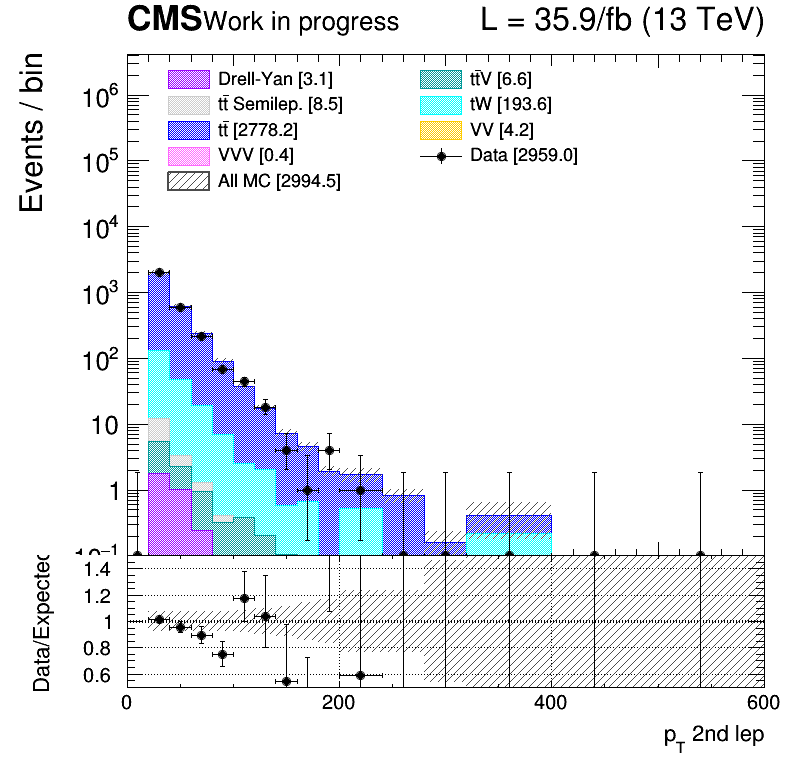 CMS Work in progress L = 35.9/fb (13 TeV)
Events / bin
Drell-Yan [3.1] tt̄V [6.6]
tt̄ Semilep. [8.5] tW [193.6]
tt̄ [2778.2] VV [4.2]
VVV [0.4] Data [2959.0]
All MC [2994.5]
10⁶
10⁵
10⁴
10³
10²
10
1
10⁻¹
Data/Expected
1.4
1.2
1
0.8
0.6
0 200 400 600
p_T 2nd lep